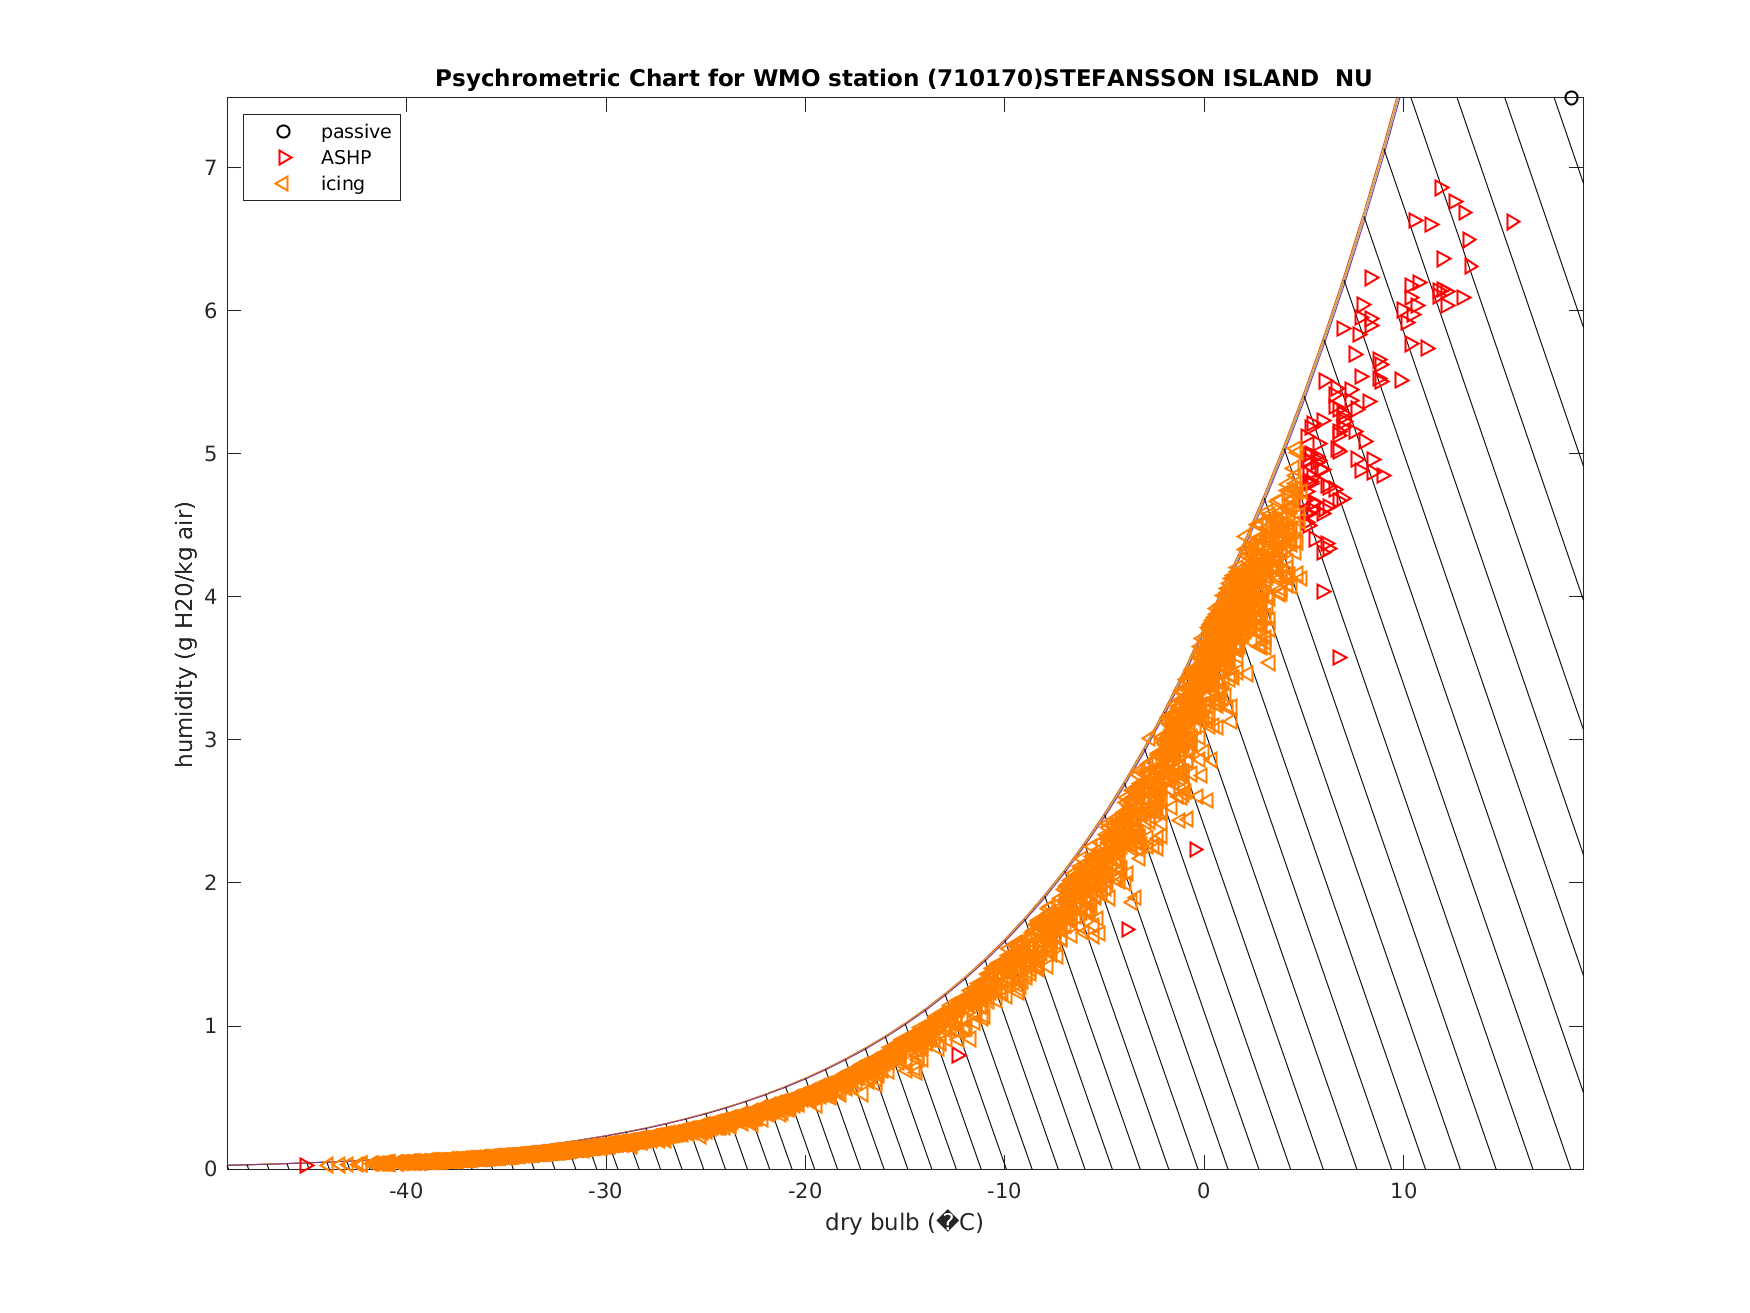 Psychrometric Chart for WMO station (710170)STEFANSSON ISLAND  NU
passive
ASHP
icing
7
6
5
4
3
2
1
0
humidity (g H20/kg air)
-40 -30 -20 -10 0 10
dry bulb (�C)